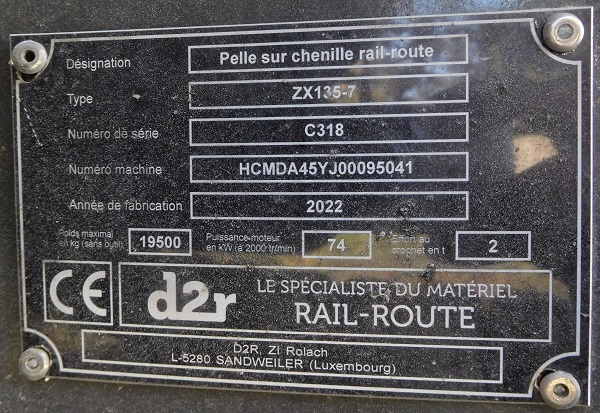 Désignation Pelle sur chenille rail-route
Type ZX135-7
Numéro de série C318
Numéro machine HCMDA45YJ00095041
Année de fabrication 2022
Poids maximal en kg (sans outil) 19500 Puissance moteur en kW (à 2000 tr/min) 74 Effort au crochet en t 2
CE d2r LE SPÉCIALISTE DU MATÉRIEL
RAIL-ROUTE
D2R, ZI Rolach
L-5280 SANDWEILER (Luxembourg)